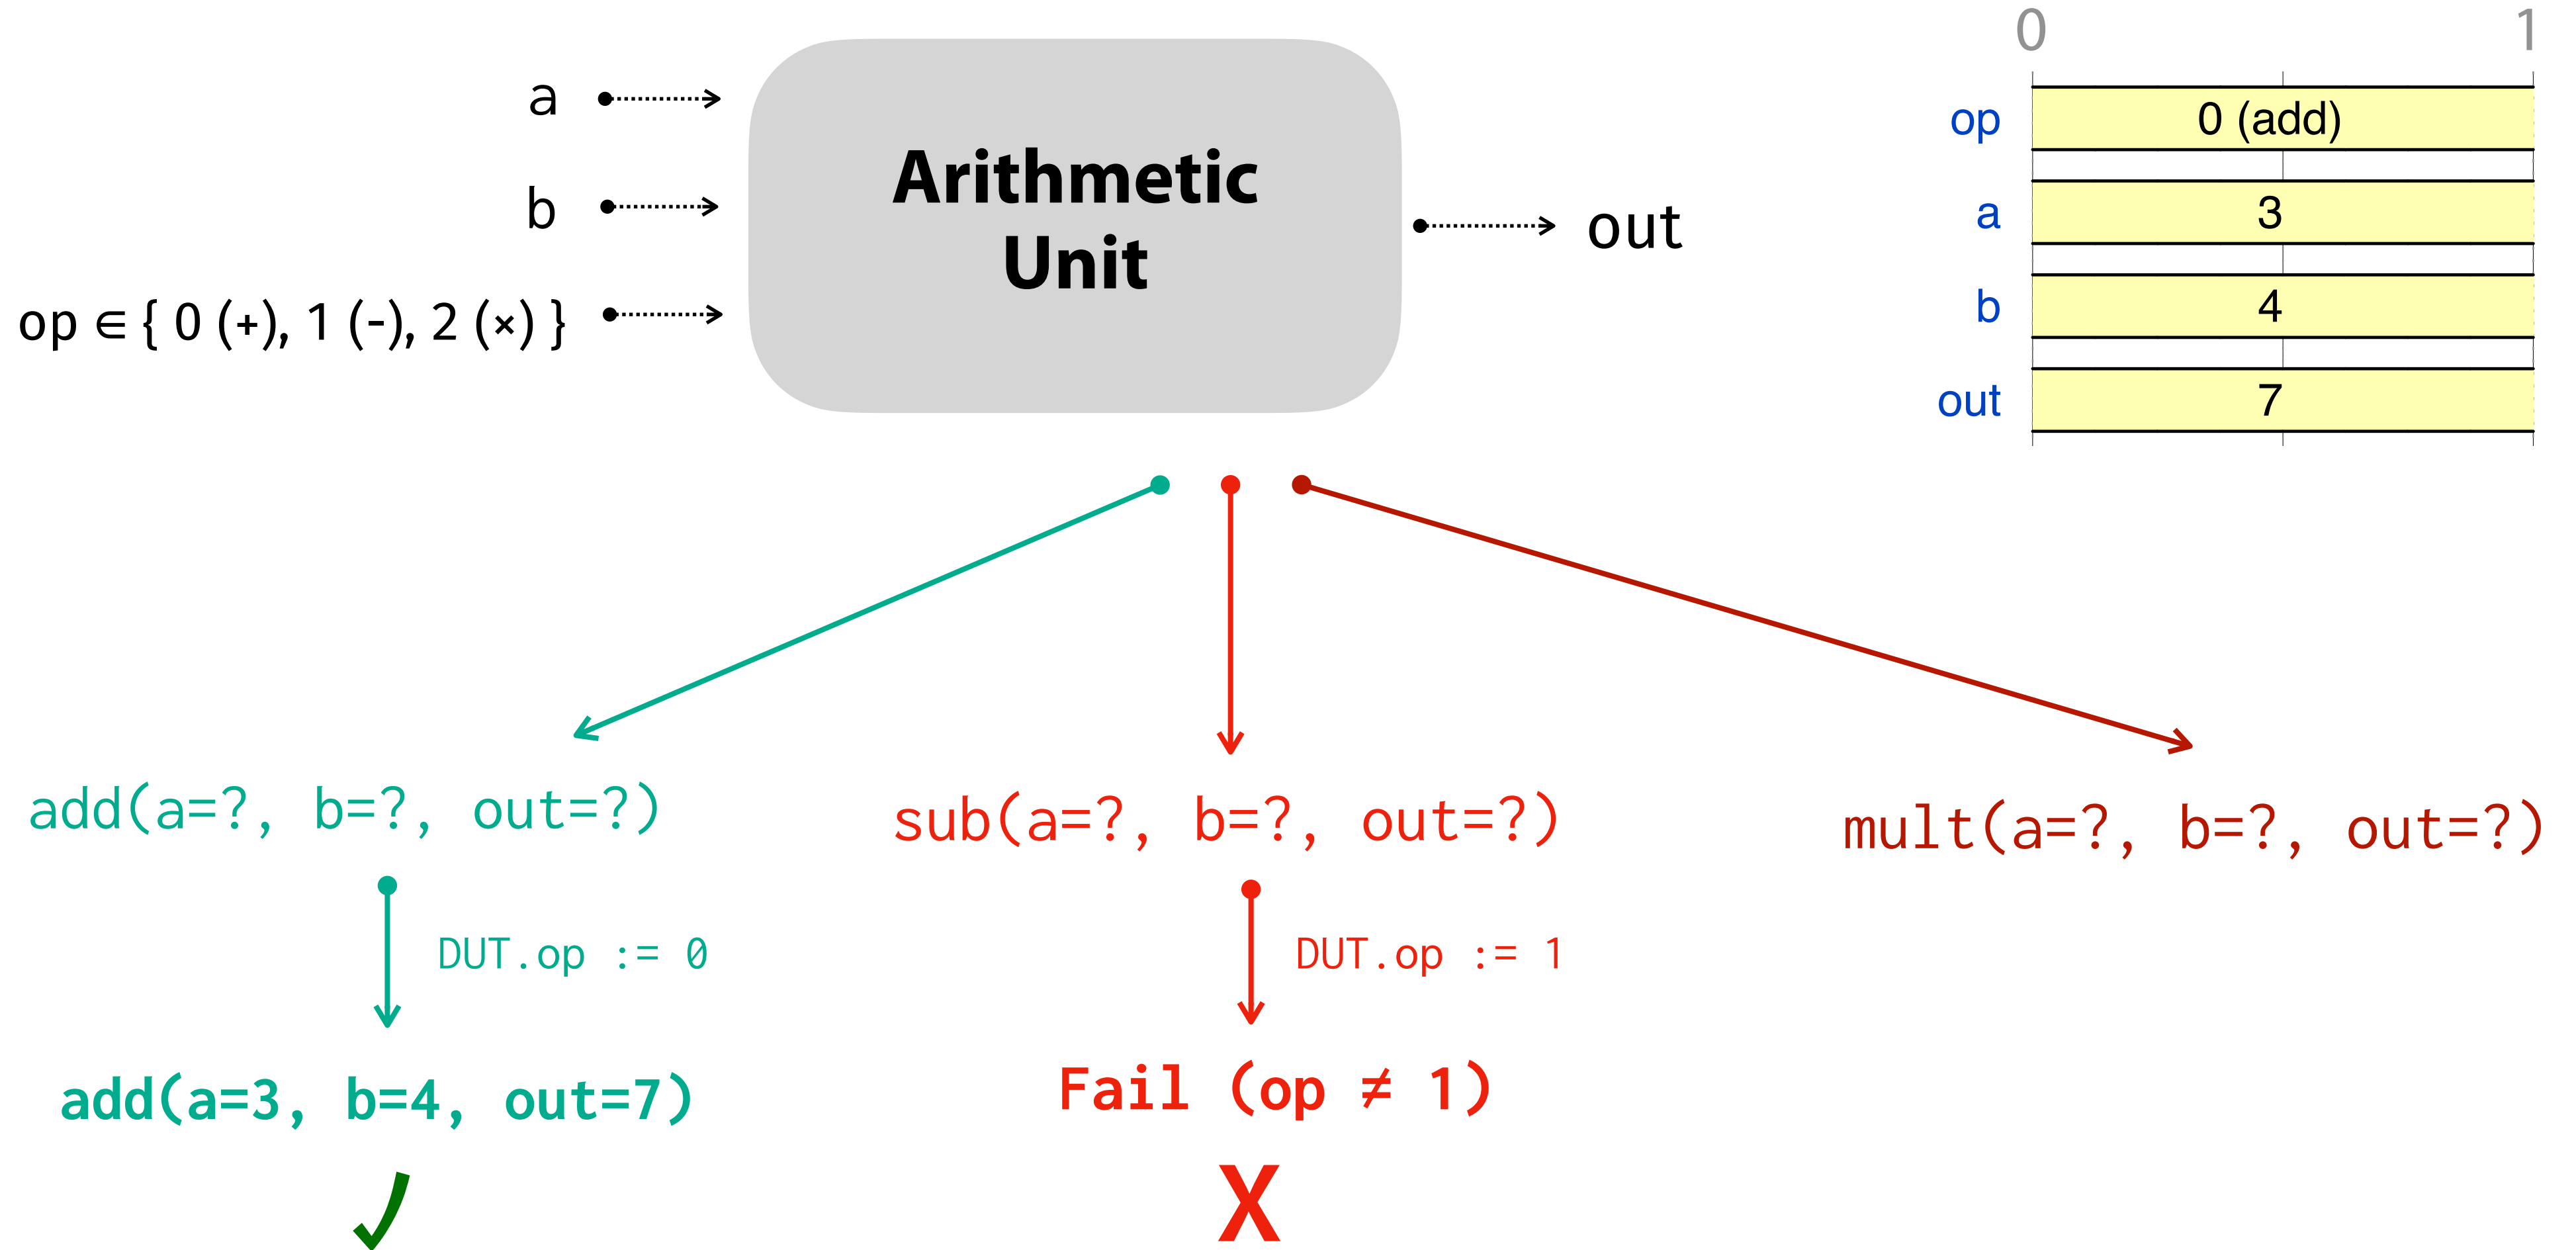 a
b
op ∈ { 0 (+), 1 (-), 2 (×) }
Arithmetic
Unit
out
0 1
op 0 (add)
a 3
b 4
out 7
add(a=?, b=?, out=?)
DUT.op := 0
add(a=3, b=4, out=7)
✓
sub(a=?, b=?, out=?)
DUT.op := 1
Fail (op ≠ 1)
X
mult(a=?, b=?, out=?)